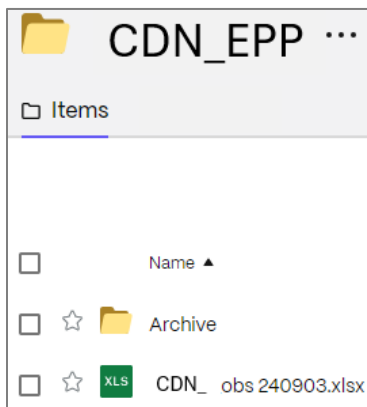 CDN_EPP ...
Items
Name ▲
Archive
XLS CDN_ obs 240903.xlsx